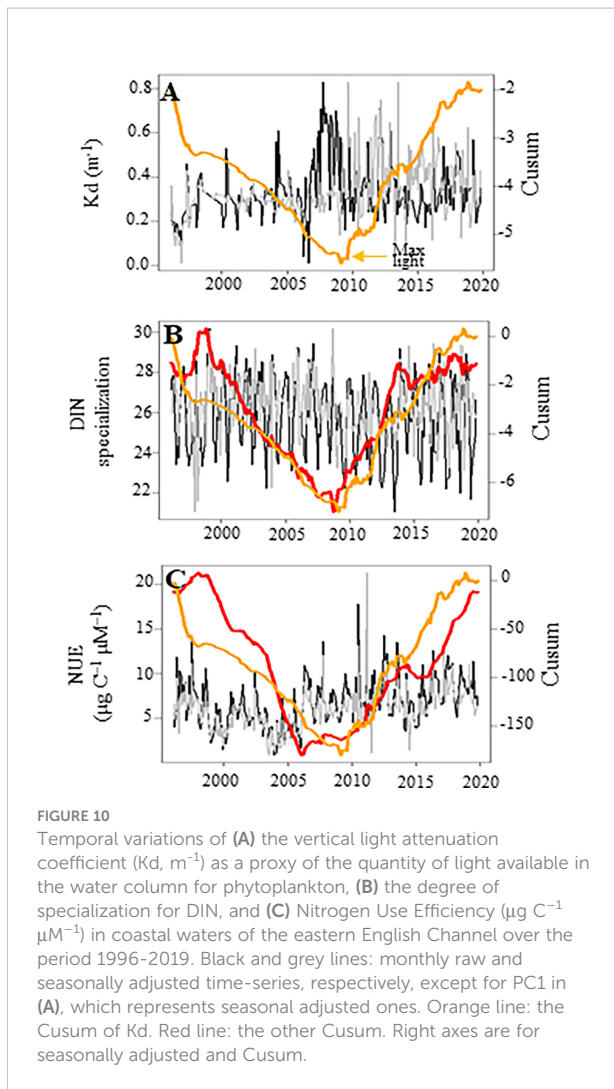 A
Kd (m⁻¹)
0.8
0.6
0.4
0.2
0.0
-2
-3
-4
-5
Cusum
Max
light
2000
2005
2010
2015
2020
B
DIN
specialization
30
28
26
24
22
0
-2
-4
-6
Cusum
2000
2005
2010
2015
2020
C
NUE
(µg C⁻¹ µM⁻¹)
20
15
10
5
0
-50
-100
-150
Cusum
2000
2005
2010
2015
2020
FIGURE 10
Temporal variations of (A) the vertical light attenuation
coefficient (Kd, m⁻¹) as a proxy of the quantity of light available in
the water column for phytoplankton, (B) the degree of
specialization for DIN, and (C) Nitrogen Use Efficiency (µg C⁻¹
µM⁻¹) in coastal waters of the eastern English Channel over the
period 1996-2019. Black and grey lines: monthly raw and
seasonally adjusted time-series, respectively, except for PC1 in
(A), which represents seasonal adjusted ones. Orange line: the
Cusum of Kd. Red line: the other Cusum. Right axes are for
seasonally adjusted and Cusum.